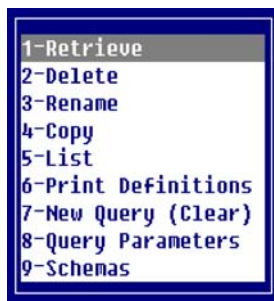 1-Retrieve
2-Delete
3-Rename
4-Copy
5-List
6-Print Definitions
7-New Query (Clear)
8-Query Parameters
9-Schemas